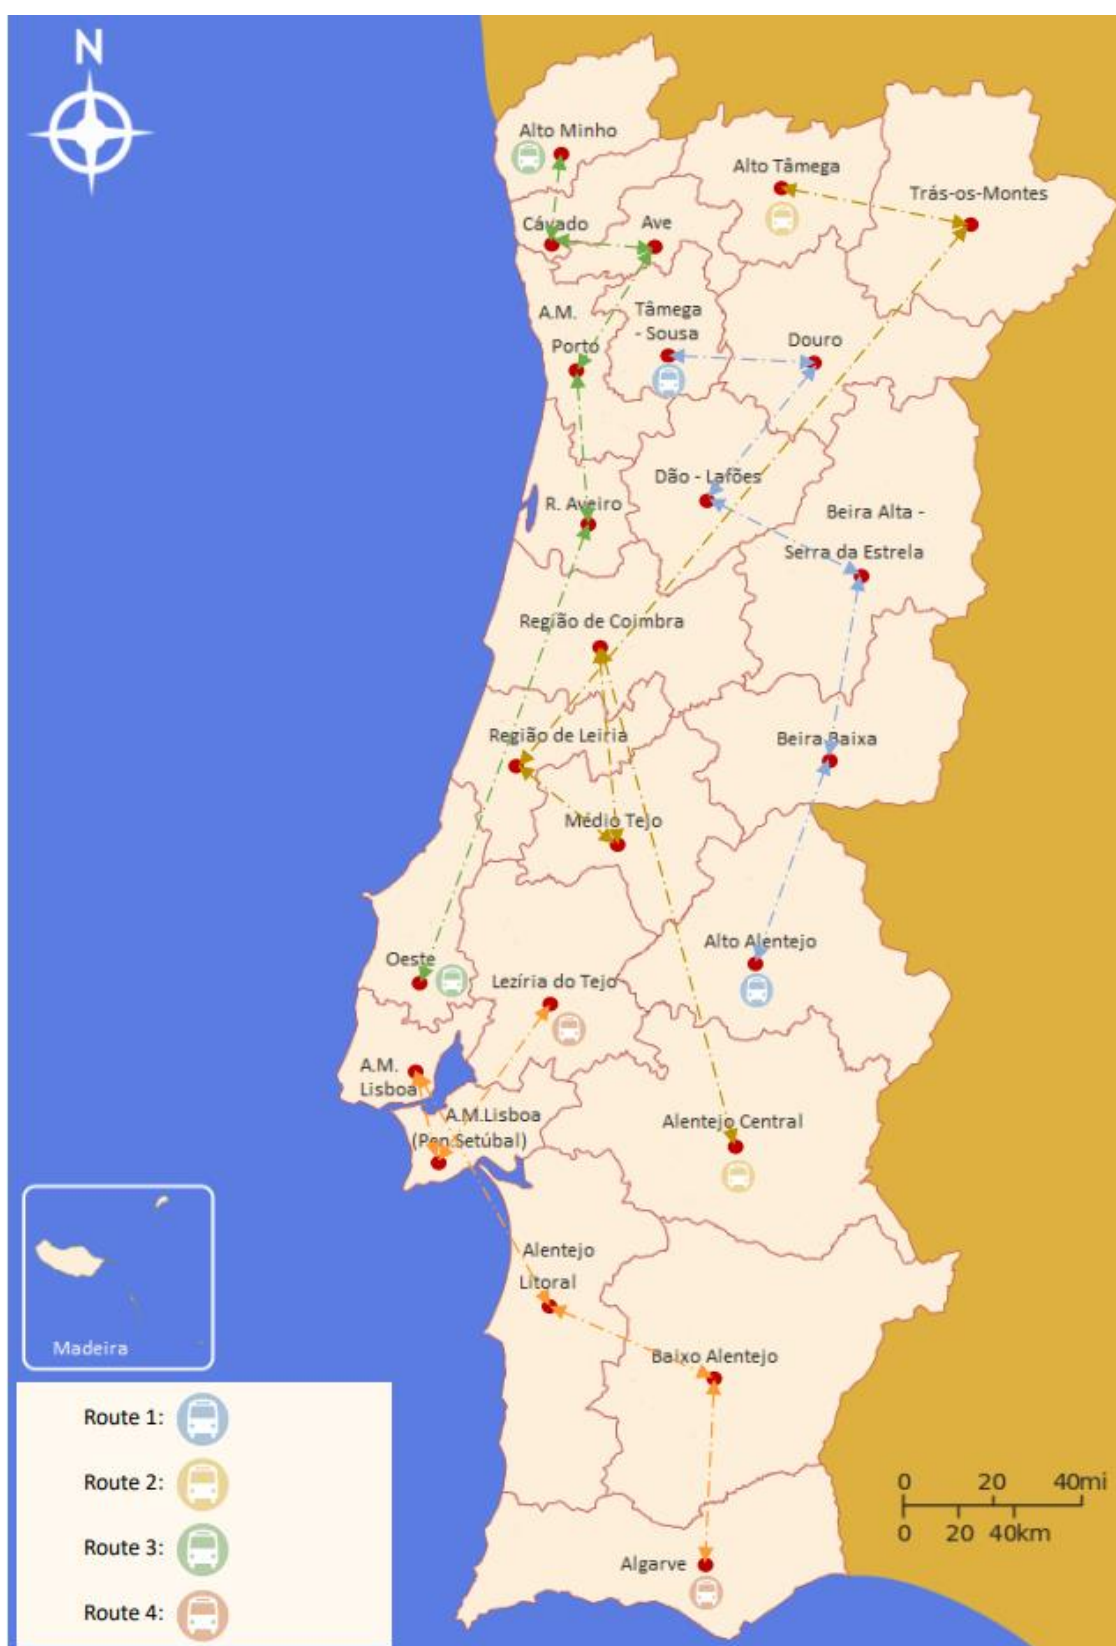 N
Alto Minho
Alto Tâmega
Trás-os-Montes
Cávado
Ave
A.M.
Porto
Tâmega
- Sousa
Douro
Dão - Lafões
R. Aveiro
Beira Alta -
Serra da Estrela
Região de Coimbra
Região de Leiria
Beira Baixa
Médio Tejo
Alto Alentejo
Oeste
Lezíria do Tejo
A.M.
Lisboa
A.M.Lisboa
(Pen.Setúbal)
Alentejo Central
Alentejo
Litoral
Baixo Alentejo
Algarve
Madeira
Route 1:
Route 2:
Route 3:
Route 4:
0 20 40mi
0 20 40km